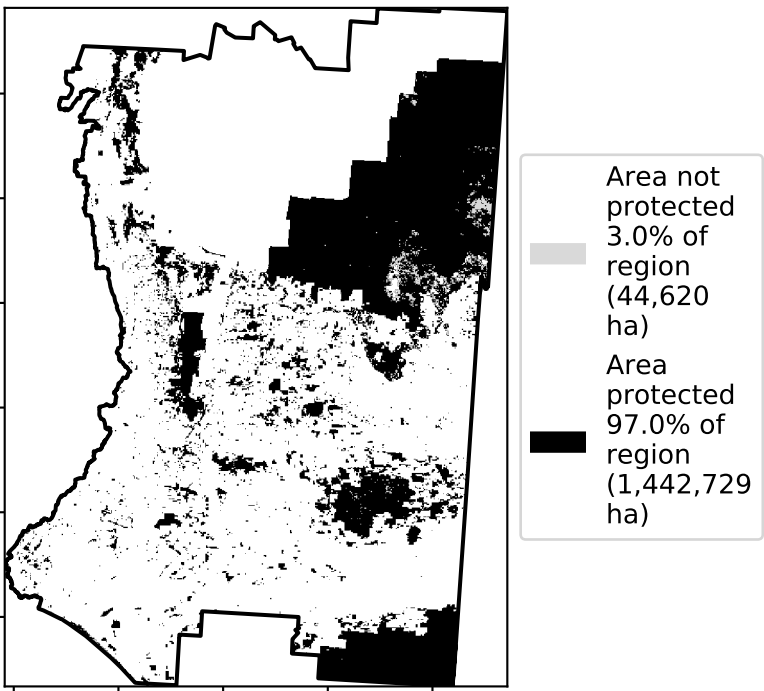 Area not
protected
3.0% of
region
(44,620
ha)
Area
protected
97.0% of
region
(1,442,729
ha)